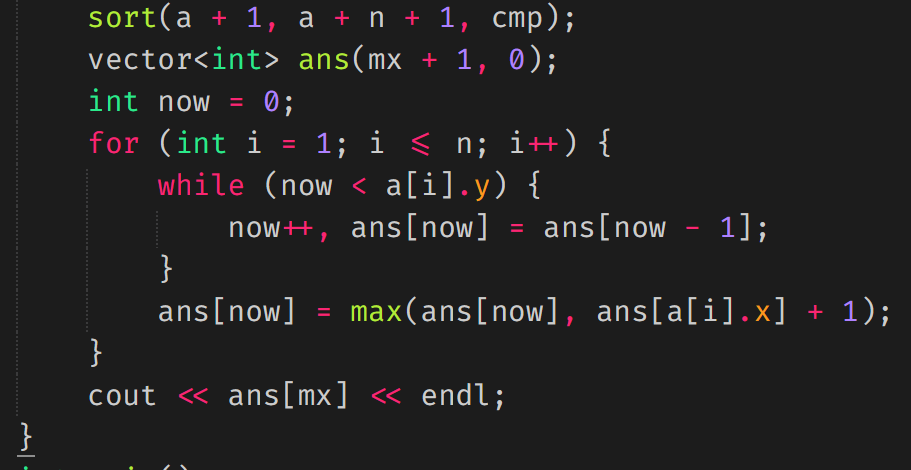 sort(a + 1, a + n + 1, cmp);
vector<int> ans(mx + 1, 0);
int now = 0;
for (int i = 1; i <= n; i++) {
while (now < a[i].y) {
now++, ans[now] = ans[now - 1];
}
ans[now] = max(ans[now], ans[a[i].x] + 1);
}
cout << ans[mx] << endl;
}